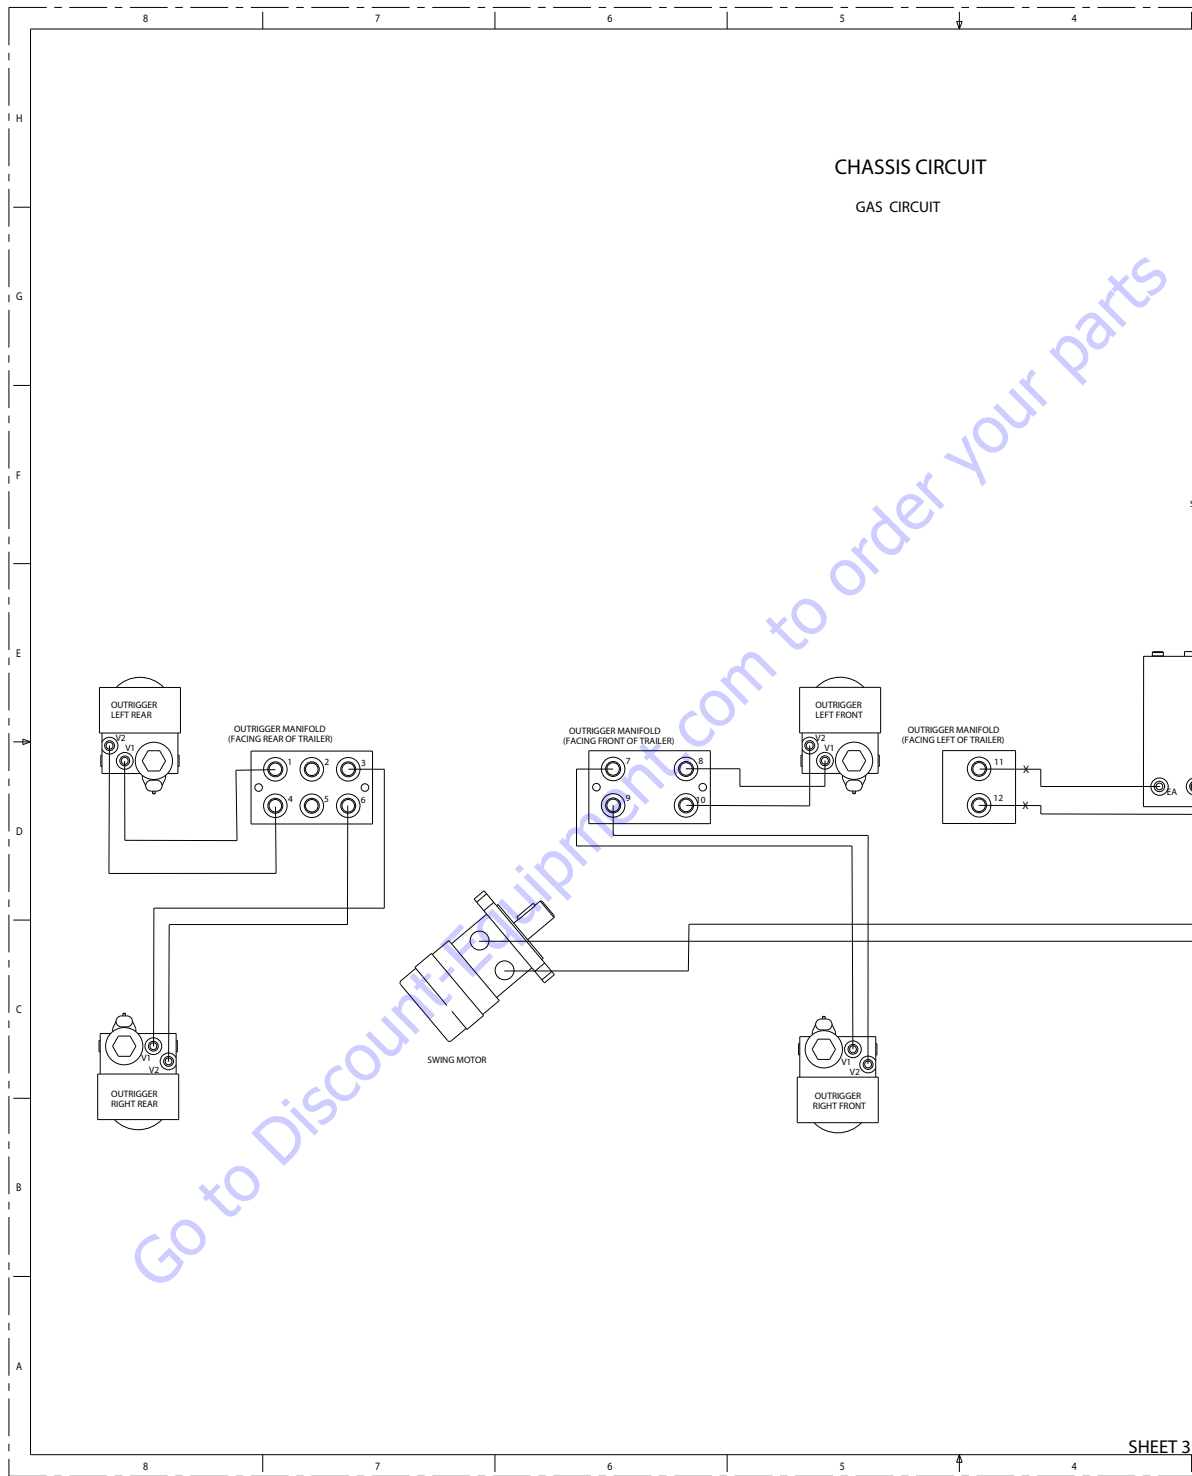 8 7 6 5 4
H
CHASSIS CIRCUIT
GAS CIRCUIT
G
F
E
OUTRIGGER
LEFT REAR
V2
V1
OUTRIGGER MANIFOLD
(FACING REAR OF TRAILER)
1 2 3
4 5 6
OUTRIGGER MANIFOLD
(FACING FRONT OF TRAILER)
7 8
9 10
OUTRIGGER
LEFT FRONT
V2
V1
OUTRIGGER MANIFOLD
(FACING LEFT OF TRAILER)
11 X
12 X
EA
D
C
SWING MOTOR
V1
V2
OUTRIGGER
RIGHT REAR
V1
V2
OUTRIGGER
RIGHT FRONT
B
A
SHEET 3
8 7 6 5 4
Go to Discount-Equipment.com to order your parts